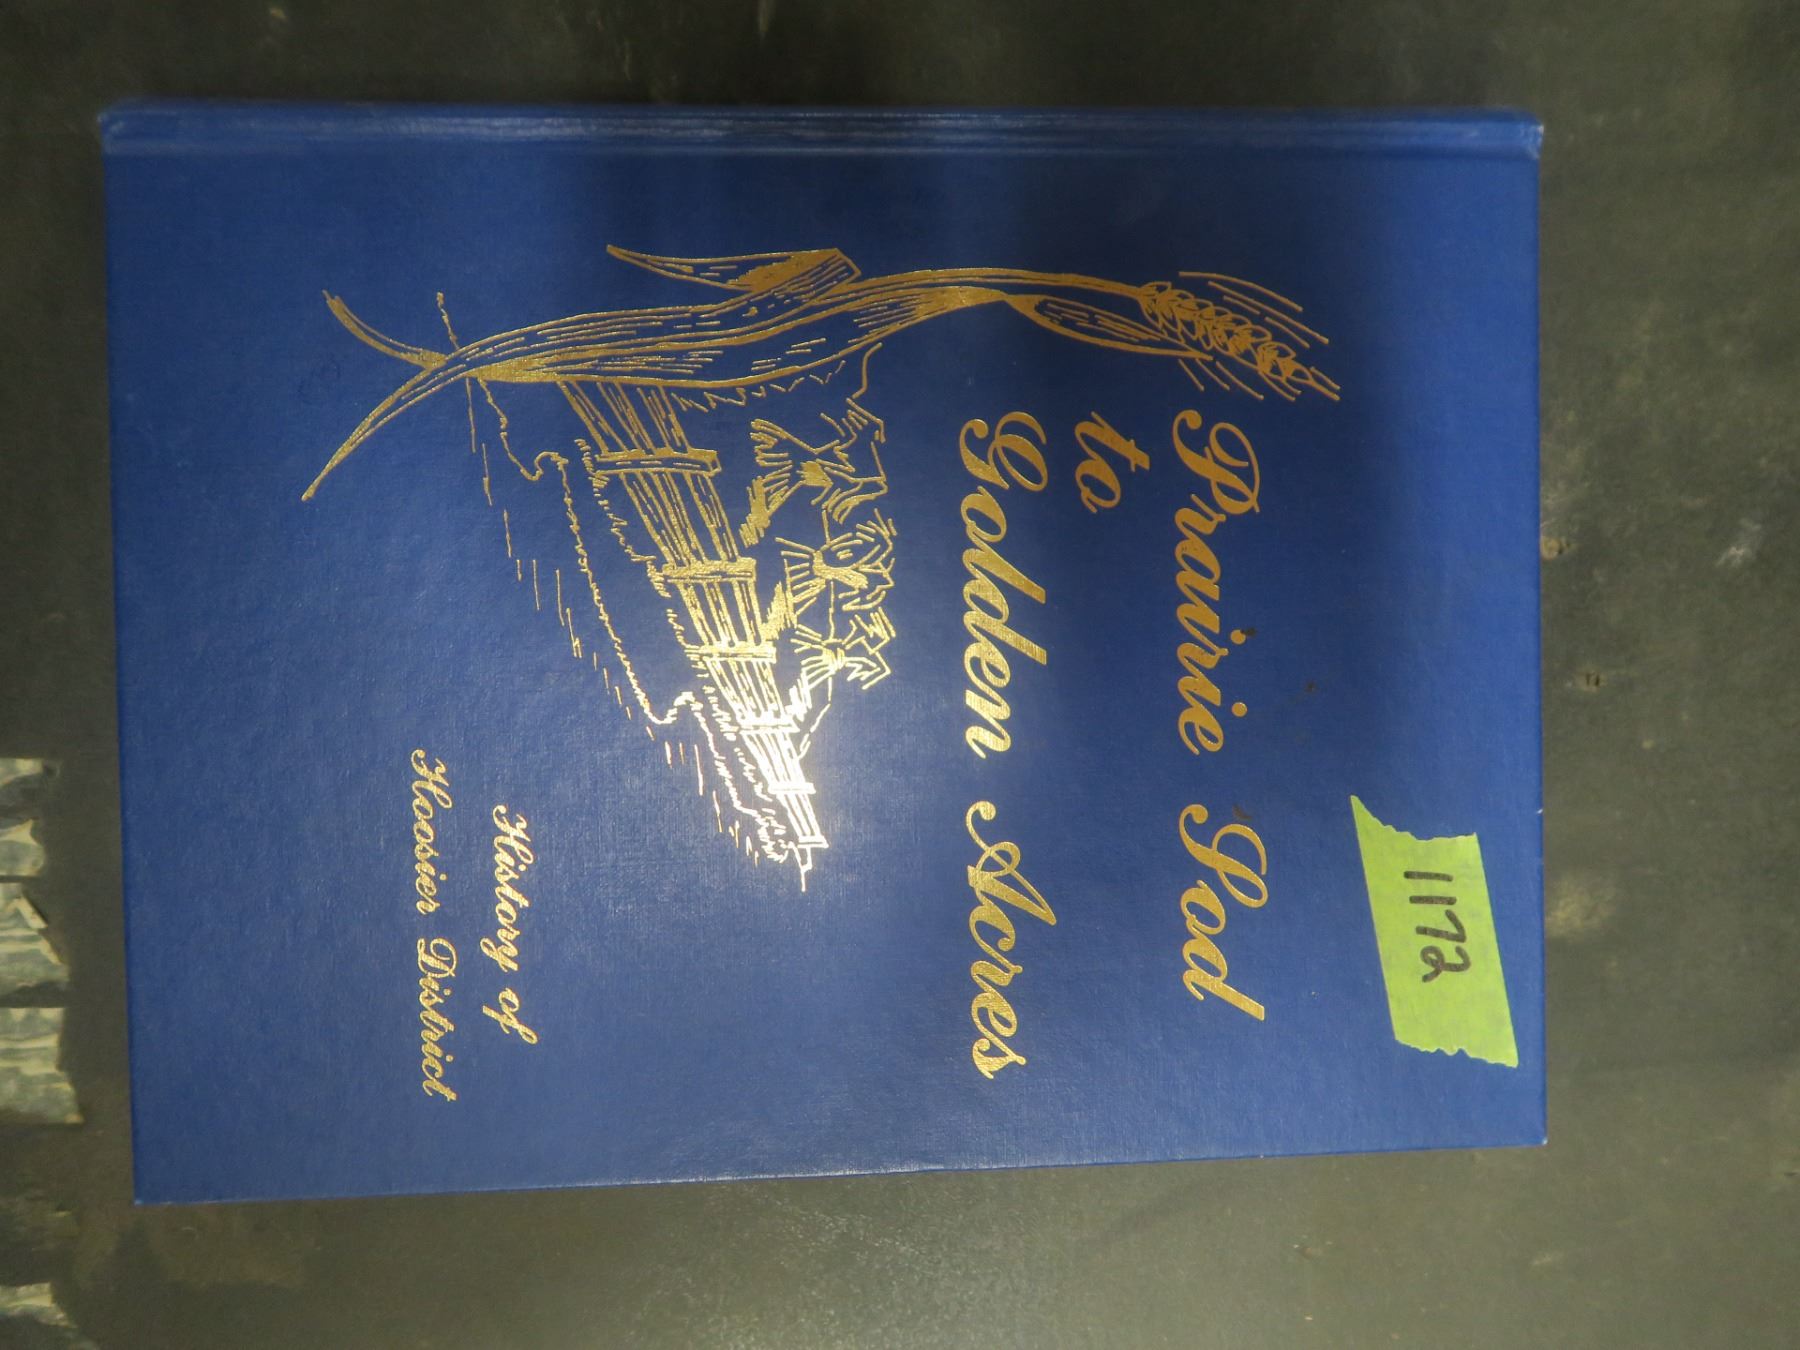 1172
Prairie Sod
to
Golden Acres
History of
Hoosier District